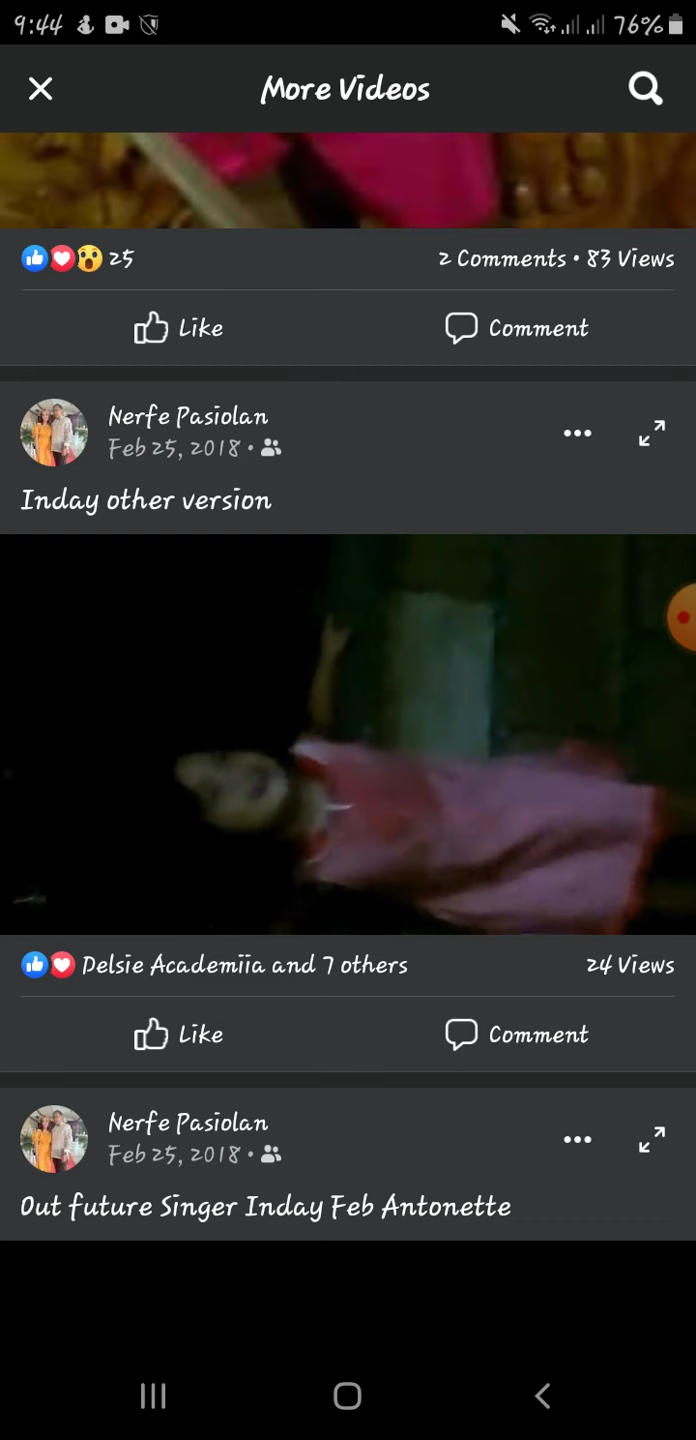 9:44
76%
More Videos
25
2 Comments • 83 Views
Like
Comment
Nerfe Pasiolan
Feb 25, 2018 •
Inday other version
Delsie Academiia and 7 others
24 Views
Like
Comment
Nerfe Pasiolan
Feb 25, 2018 •
Out future Singer Inday Feb Antonette